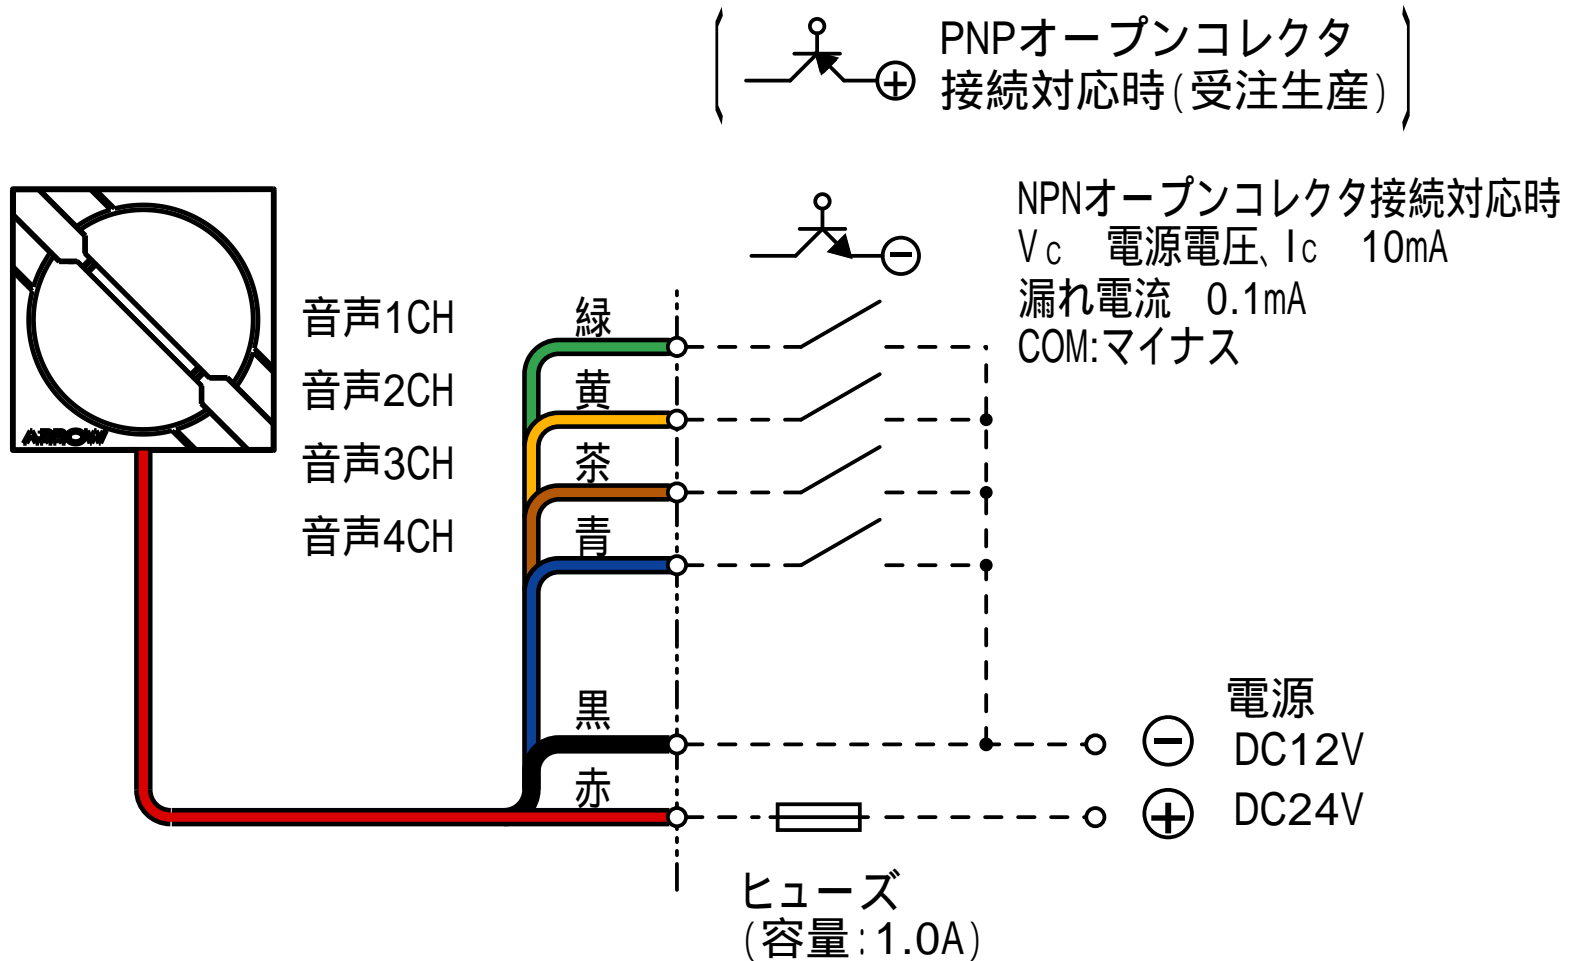 PNPオープンコレクタ
接続対応時(受注生産)
NPNオープンコレクタ接続対応時
Vc 電源電圧、Ic 10mA
漏れ電流 0.1mA
COM:マイナス
ARROW
音声1CH
緑
音声2CH
黄
音声3CH
茶
音声4CH
青
黒
赤
電源
DC12V
DC24V
ヒューズ
(容量:1.0A)